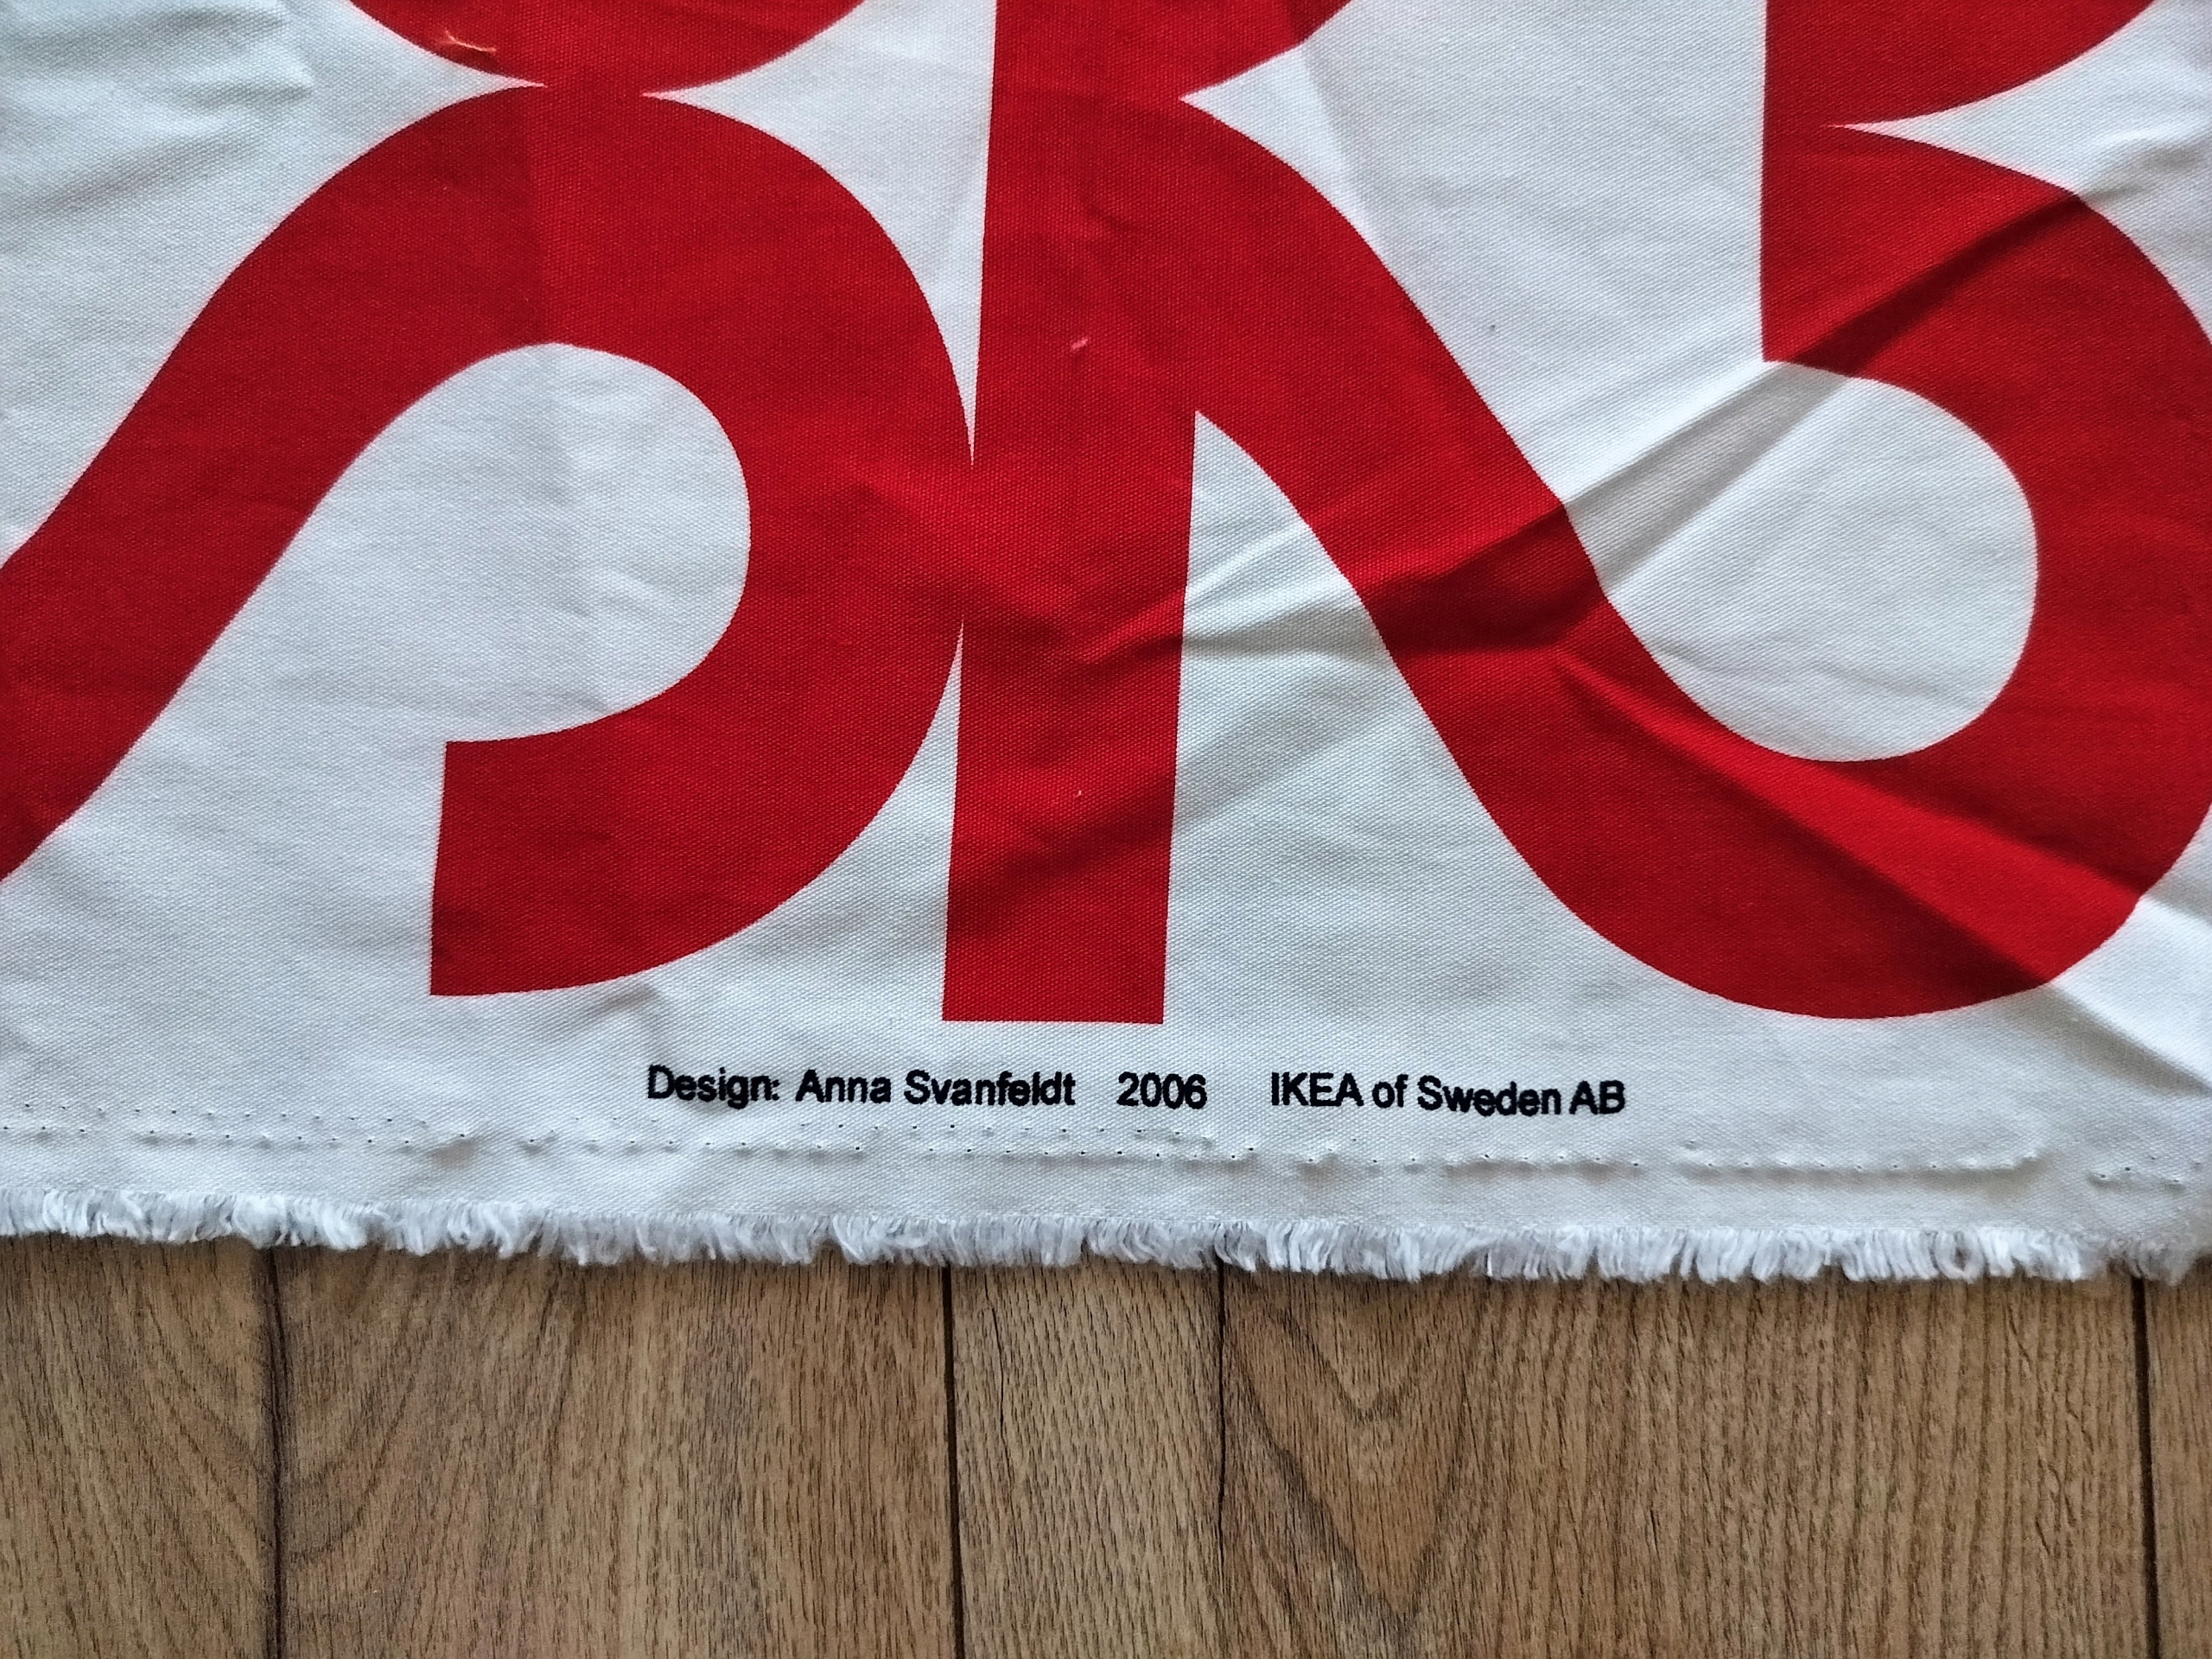 Design: Anna Svanfeldt 2006 IKEA of Sweden AB